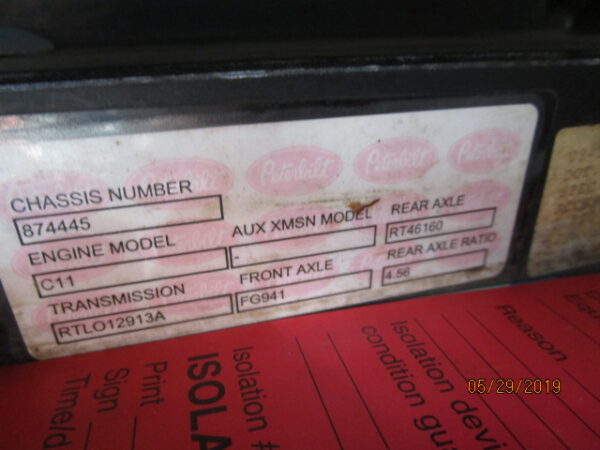 Peterbilt Peterbilt Peterbilt
CHASSIS NUMBER
874445
ENGINE MODEL
C11
TRANSMISSION
RTLO12913A
AUX XMSN MODEL
-
FRONT AXLE
FG941
REAR AXLE
RT46160
REAR AXLE RATIO
4.56
Isolation #
ISOLA
Print
Sign
Time/d
Reason
Isolation devi
condition gu
05/29/2019